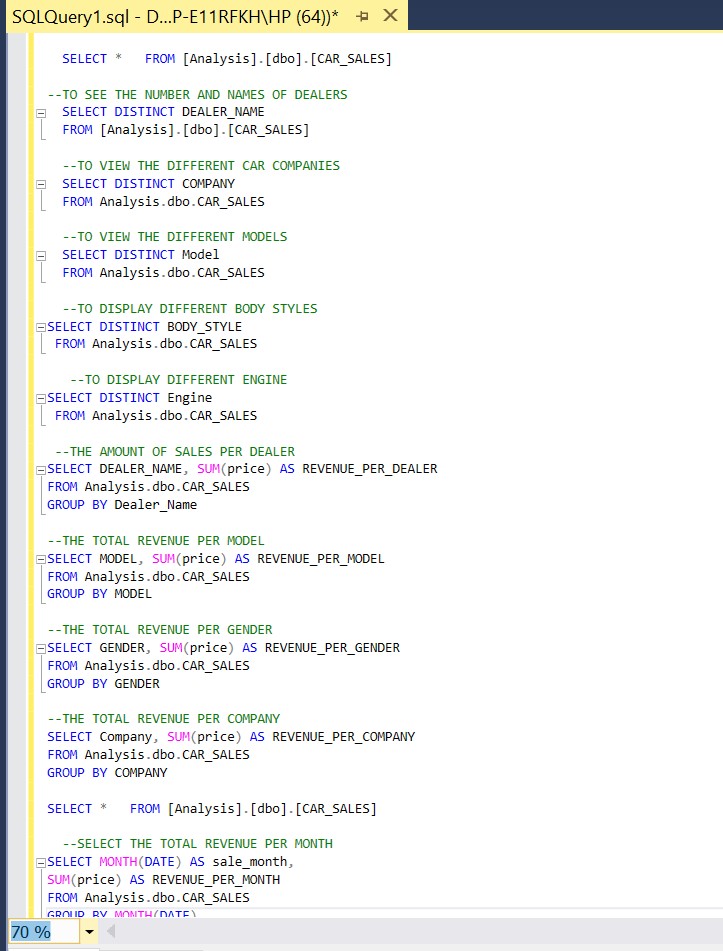 SQLQuery1.sql - D...P-E11RFKH\HP (64))*
SELECT *   FROM [Analysis].[dbo].[CAR_SALES]
--TO SEE THE NUMBER AND NAMES OF DEALERS
SELECT DISTINCT DEALER_NAME
FROM [Analysis].[dbo].[CAR_SALES]
--TO VIEW THE DIFFERENT CAR COMPANIES
SELECT DISTINCT COMPANY
FROM Analysis.dbo.CAR_SALES
--TO VIEW THE DIFFERENT MODELS
SELECT DISTINCT Model
FROM Analysis.dbo.CAR_SALES
--TO DISPLAY DIFFERENT BODY STYLES
SELECT DISTINCT BODY_STYLE
FROM Analysis.dbo.CAR_SALES
--TO DISPLAY DIFFERENT ENGINE
SELECT DISTINCT Engine
FROM Analysis.dbo.CAR_SALES
--THE AMOUNT OF SALES PER DEALER
SELECT DEALER_NAME, SUM(price) AS REVENUE_PER_DEALER
FROM Analysis.dbo.CAR_SALES
GROUP BY Dealer_Name
--THE TOTAL REVENUE PER MODEL
SELECT MODEL, SUM(price) AS REVENUE_PER_MODEL
FROM Analysis.dbo.CAR_SALES
GROUP BY MODEL
--THE TOTAL REVENUE PER GENDER
SELECT GENDER, SUM(price) AS REVENUE_PER_GENDER
FROM Analysis.dbo.CAR_SALES
GROUP BY GENDER
--THE TOTAL REVENUE PER COMPANY
SELECT Company, SUM(price) AS REVENUE_PER_COMPANY
FROM Analysis.dbo.CAR_SALES
GROUP BY COMPANY
SELECT *   FROM [Analysis].[dbo].[CAR_SALES]
--SELECT THE TOTAL REVENUE PER MONTH
SELECT MONTH(DATE) AS sale_month,
SUM(price) AS REVENUE_PER_MONTH
FROM Analysis.dbo.CAR_SALES
GROUP BY MONTH(DATE)
70 %